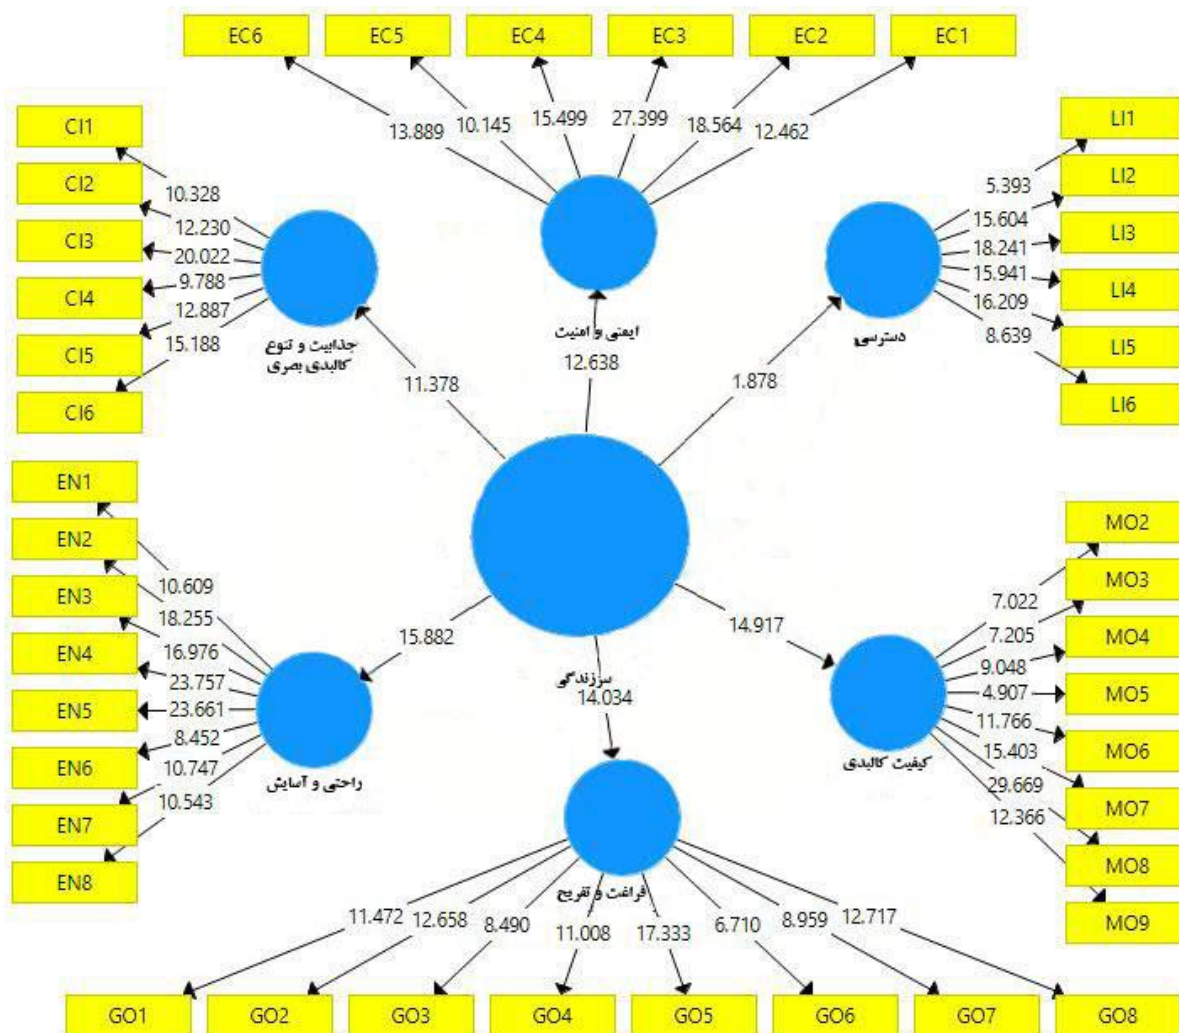 EC6 EC5 EC4 EC3 EC2 EC1
13.889 10.145 15.499 27.399 18.564 12.462
ایمنی و امنیت
12.638
CI1
CI2
CI3
CI4
CI5
CI6
10.328
12.230
20.022
9.788
12.887
15.188
جذابیت و تنوع
کالبدی بصری
11.378
LI1
LI2
LI3
LI4
LI5
LI6
5.393
15.604
18.241
15.941
16.209
8.639
دسترسی
1.878
EN1
EN2
EN3
EN4
EN5
EN6
EN7
EN8
10.609
18.255
16.976
23.757
23.661
8.452
10.747
10.543
راحتی و آسایش
15.882
سرزندگی
14.034
14.917
MO2
MO3
MO4
MO5
MO6
MO7
MO8
MO9
7.022
7.205
9.048
4.907
11.766
15.403
29.669
12.366
کیفیت کالبدی
فراغت و تفریح
11.472 12.658 8.490 11.008 17.333 6.710 8.959 12.717
GO1 GO2 GO3 GO4 GO5 GO6 GO7 GO8